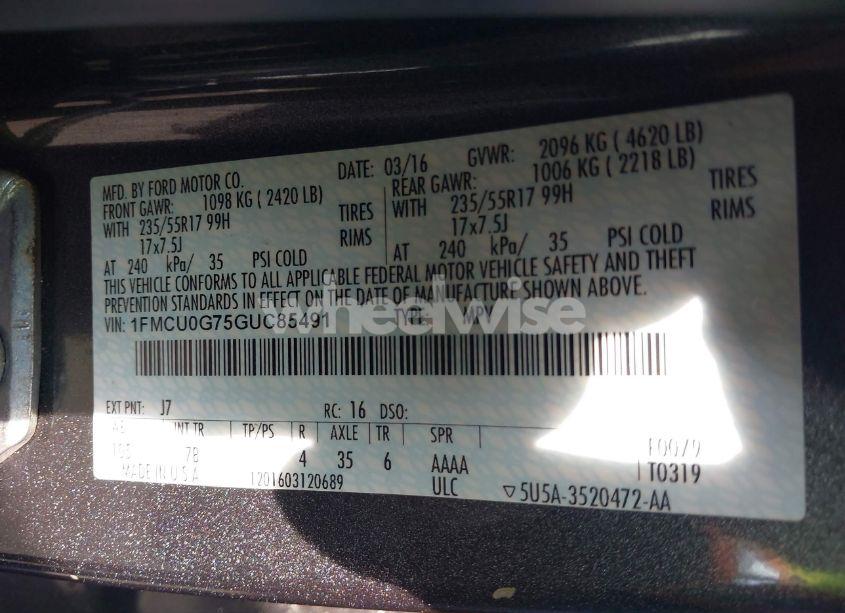 MFD. BY FORD MOTOR CO. DATE: 03/16 GVWR: 2096 KG ( 4620 LB)
FRONT GAWR: 1098 KG ( 2420 LB) REAR GAWR: 1006 KG ( 2218 LB)
WITH 235/55R17 99H TIRES WITH 235/55R17 99H TIRES
17x7.5J RIMS 17x7.5J RIMS
AT 240 kPa/ 35 PSI COLD AT 240 kPa/ 35 PSI COLD
THIS VEHICLE CONFORMS TO ALL APPLICABLE FEDERAL MOTOR VEHICLE SAFETY AND THEFT
PREVENTION STANDARDS IN EFFECT ON THE DATE OF MANUFACTURE SHOWN ABOVE.
VIN: 1FMCU0G75GUC85491 TYPE: MPV
wheelwise
EXT PNT: J7 RC: 16 DSO:
INT TR TP/PS R AXLE TR SPR
78 4 35 6 AAAA T0319
MADE IN U.S.A 1201603120689 ULC 5U5A-3520472-AA